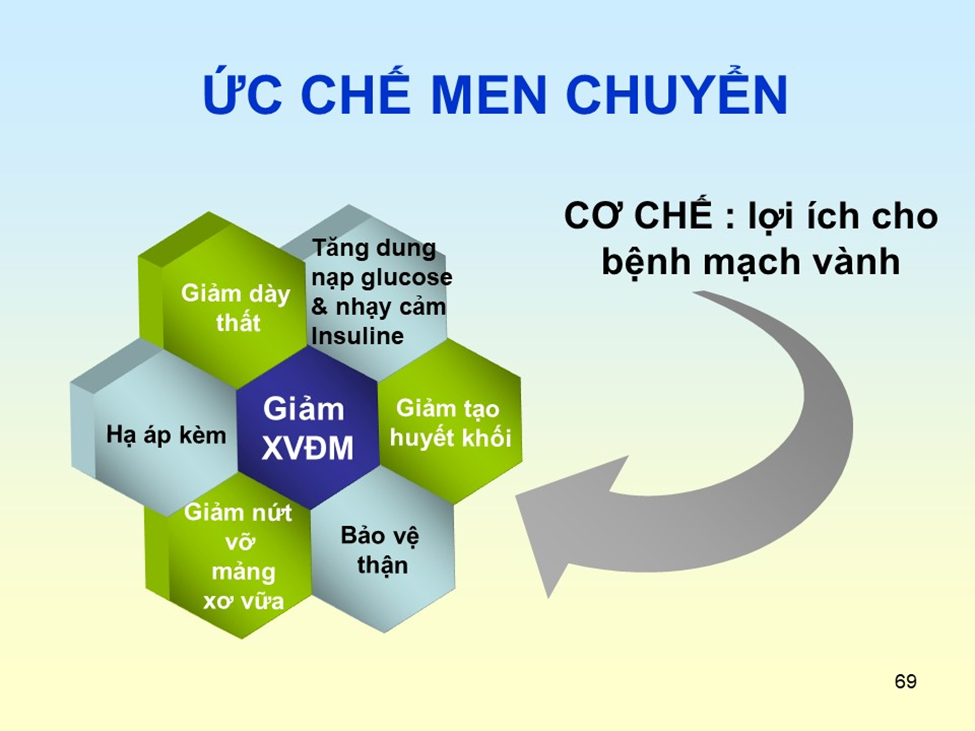 ỨC CHẾ MEN CHUYỂN
CƠ CHẾ : lợi ích cho
bệnh mạch vành
Tăng dung
nạp glucose
& nhạy cảm
Insuline
Giảm dày
thất
Giảm
XVĐM
Giảm tạo
huyết khối
Hạ áp kèm
Giảm nứt
vỡ
mảng
xơ vữa
Bảo vệ
thận
69